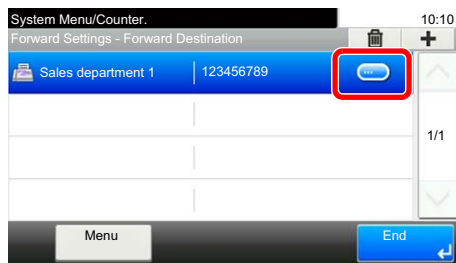 System Menu/Counter. 10:10
Forward Settings - Forward Destination
Sales department 1 123456789
1/1
Menu End